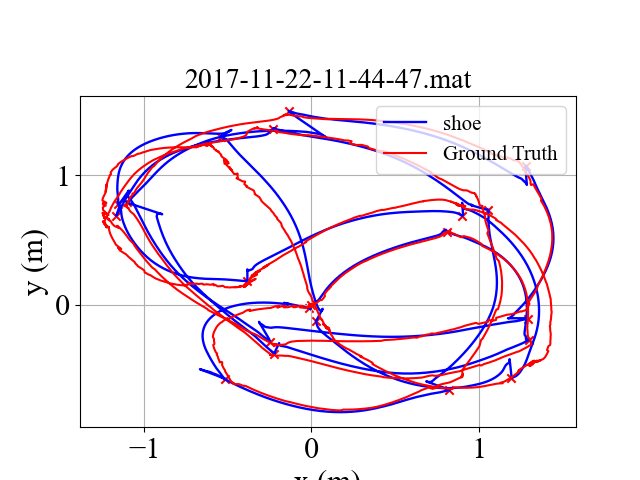 2017-11-22-11-44-47.mat
shoe
Ground Truth
y (m)
1
0
−1 0 1
x (m)